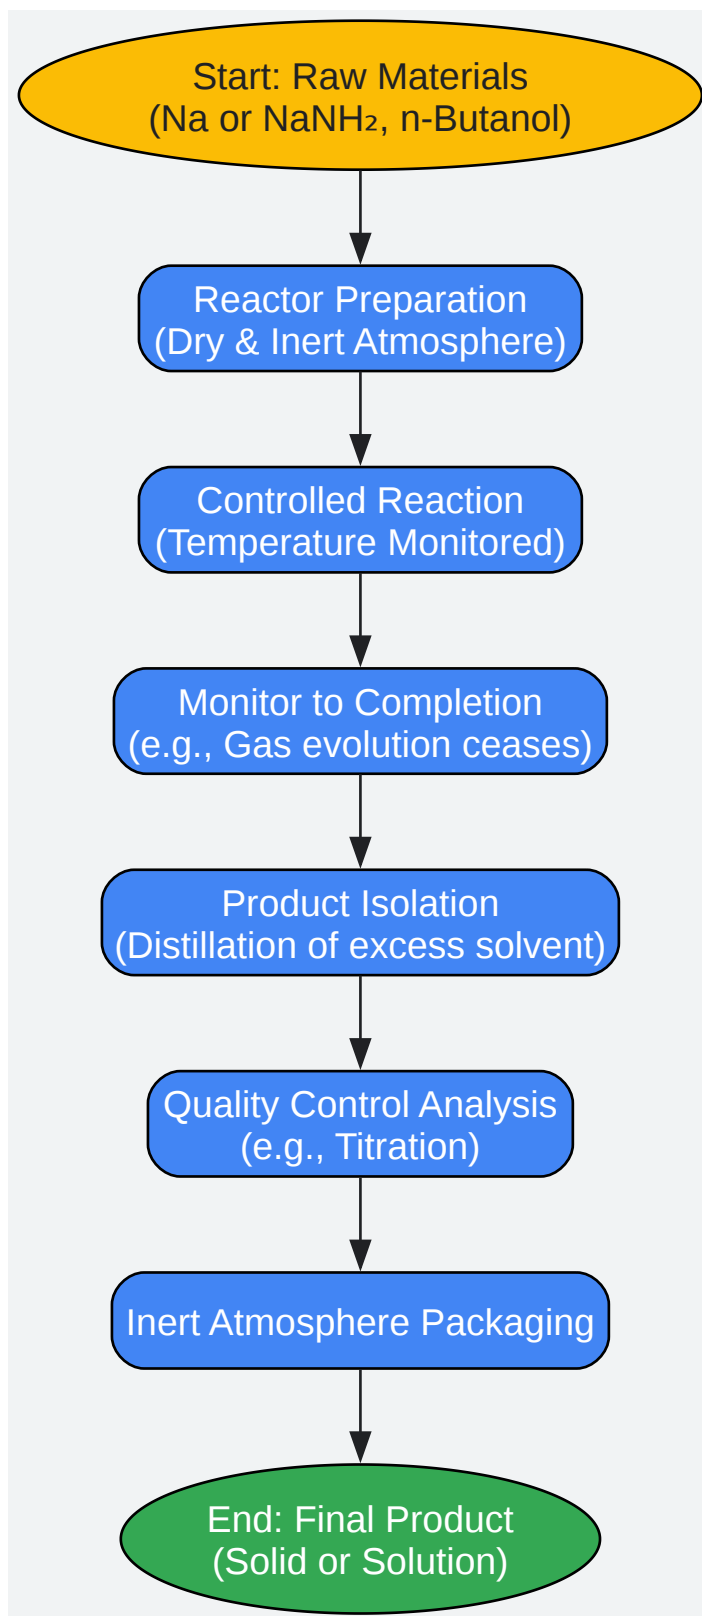 Start: Raw Materials
(Na or NaNH₂, n-Butanol)
Reactor Preparation
(Dry & Inert Atmosphere)
Controlled Reaction
(Temperature Monitored)
Monitor to Completion
(e.g., Gas evolution ceases)
Product Isolation
(Distillation of excess solvent)
Quality Control Analysis
(e.g., Titration)
Inert Atmosphere Packaging
End: Final Product
(Solid or Solution)